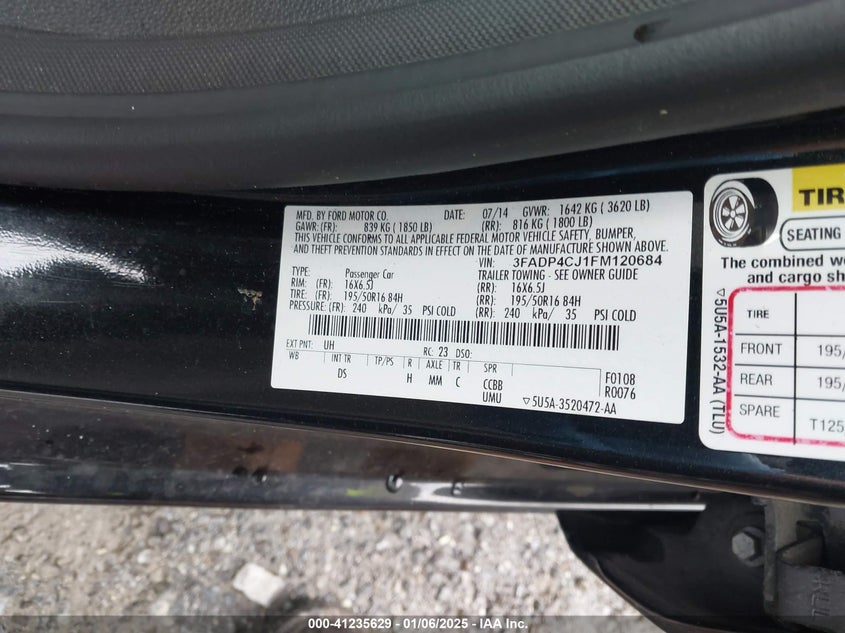 MFD. BY FORD MOTOR CO. DATE: 07/14 GVWR: 1642 KG ( 3620 LB)
GAWR: (FR): 839 KG ( 1850 LB) (RR): 816 KG ( 1800 LB)
THIS VEHICLE CONFORMS TO ALL APPLICABLE FEDERAL MOTOR VEHICLE SAFETY, BUMPER,
AND THEFT PREVENTION STANDARDS IN EFFECT ON THE DATE OF MANUFACTURE SHOWN ABOVE.
VIN: 3FADP4CJ1FM120684
TYPE: Passenger Car TRAILER TOWING - SEE OWNER GUIDE
RIM: (FR): 16X6.5J (RR): 16X6.5J
TIRE: (FR): 195/50R16 84H (RR): 195/50R16 84H
PRESSURE: (FR): 240 kPa/ 35 PSI COLD (RR): 240 kPa/ 35 PSI COLD
EXT PNT: UH RC: 23 DSO:
WB INT TR TP/PS R AXLE TR SPR
DS H MM C CCBB F0108
UMU R0076
▽5U5A-3520472-AA
TIR
SEATING
The combined w
and cargo sh
TIRE
FRONT 195/
REAR 195/
SPARE T125
▽5U5A-1532-AA (TLU)
000-41235629 - 01/06/2025 - IAAI.COM